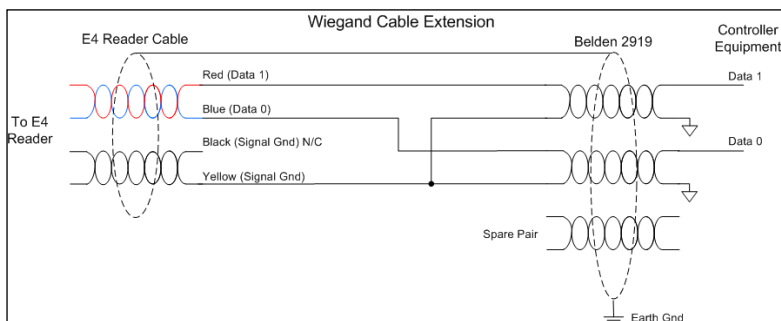 Wiegand Cable Extension
E4 Reader Cable
Belden 2919
Controller
Equipment
Red (Data 1)
Data 1
Blue (Data 0)
To E4
Reader
Black (Signal Gnd) N/C
Data 0
Yellow (Signal Gnd)
Spare Pair
Earth Gnd